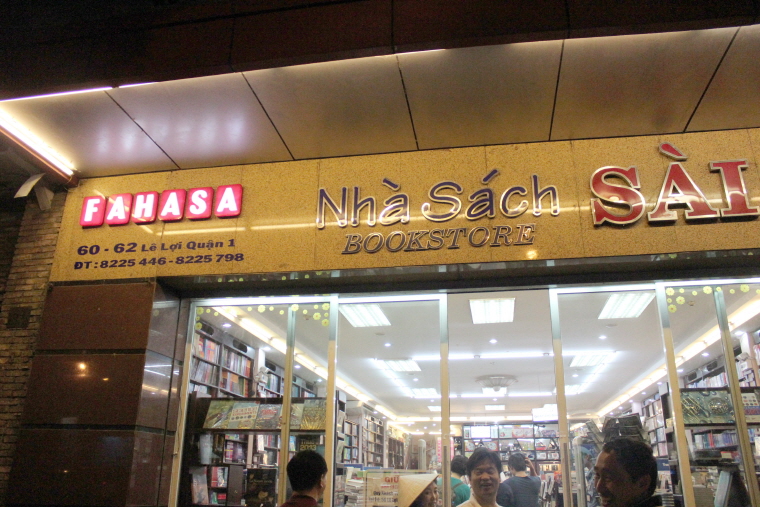 FAHASA
60 - 62 Lê Lợi Quận 1
ĐT : 8225 446 - 8225 798
Nhà Sách SÀI
BOOKSTORE